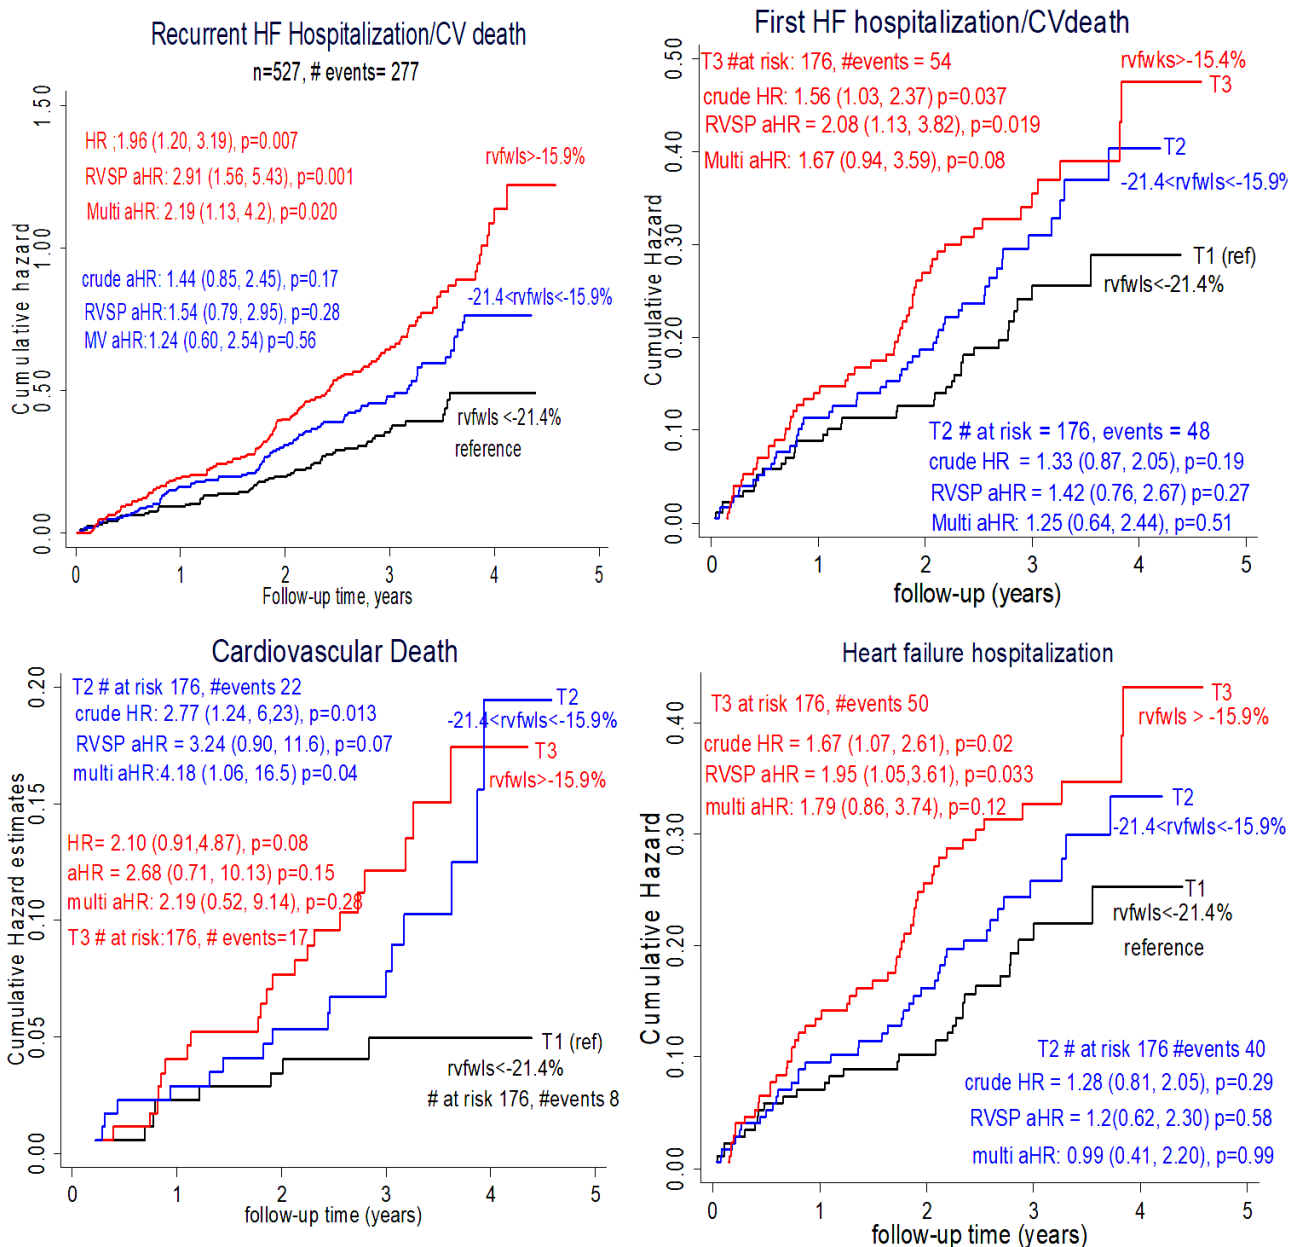 Recurrent HF Hospitalization/CV death
n=527, # events= 277
HR ;1.96 (1.20, 3.19), p=0.007
RVSP aHR: 2.91 (1.56, 5.43), p=0.001
Multi aHR: 2.19 (1.13, 4.2), p=0.020
crude aHR: 1.44 (0.85, 2.45), p=0.17
RVSP aHR:1.54 (0.79, 2.95), p=0.28
MV aHR:1.24 (0.60, 2.54) p=0.56
rvfwls>-15.9%
-21.4<rvfwls<-15.9%
rvfwls <-21.4%
reference
Cumulative hazard
0.00 0.50 1.00 1.50
0 1 2 3 4 5
Follow-up time, years
First HF hospitalization/CVdeath
T3 #at risk: 176, #events = 54
crude HR: 1.56 (1.03, 2.37) p=0.037
RVSP aHR = 2.08 (1.13, 3.82), p=0.019
Multi aHR: 1.67 (0.94, 3.59), p=0.08
rvfwks>-15.4%
T3
T2
-21.4<rvfwls<-15.9%
T1 (ref)
rvfwls<-21.4%
T2 # at risk = 176, events = 48
crude HR = 1.33 (0.87, 2.05), p=0.19
RVSP aHR = 1.42 (0.76, 2.67) p=0.27
Multi aHR: 1.25 (0.64, 2.44), p=0.51
Cumulative Hazard
0.00 0.10 0.20 0.30 0.40 0.50
0 1 2 3 4 5
follow-up (years)
Cardiovascular Death
T2 # at risk 176, #events 22
crude HR: 2.77 (1.24, 6,23), p=0.013
RVSP aHR = 3.24 (0.90, 11.6), p=0.07
multi aHR:4.18 (1.06, 16.5) p=0.04
HR= 2.10 (0.91,4.87), p=0.08
aHR = 2.68 (0.71, 10.13) p=0.15
multi aHR: 2.19 (0.52, 9.14), p=0.28
T3 # at risk:176, # events=17
T2
-21.4<rvfwls<-15.9%
T3
rvfwls>-15.9%
T1 (ref)
rvfwls<-21.4%
# at risk 176, #events 8
Cumulative Hazard estimates
0.00 0.05 0.10 0.15 0.20
0 1 2 3 4 5
follow-up time (years)
Heart failure hospitalization
T3 at risk 176, #events 50
crude HR = 1.67 (1.07, 2.61), p=0.02
RVSP aHR = 1.95 (1.05,3.61), p=0.033
multi aHR: 1.79 (0.86, 3.74), p=0.12
T3
rvfwls > -15.9%
T2
-21.4<rvfwls<-15.9%
T1
rvfwls<-21.4%
reference
T2 # at risk 176 #events 40
crude HR = 1.28 (0.81, 2.05), p=0.29
RVSP aHR = 1.2(0.62, 2.30) p=0.58
multi aHR: 0.99 (0.41, 2.20), p=0.99
Cumulative Hazard
0.00 0.10 0.20 0.30 0.40
0 1 2 3 4 5
follow-up time (years)